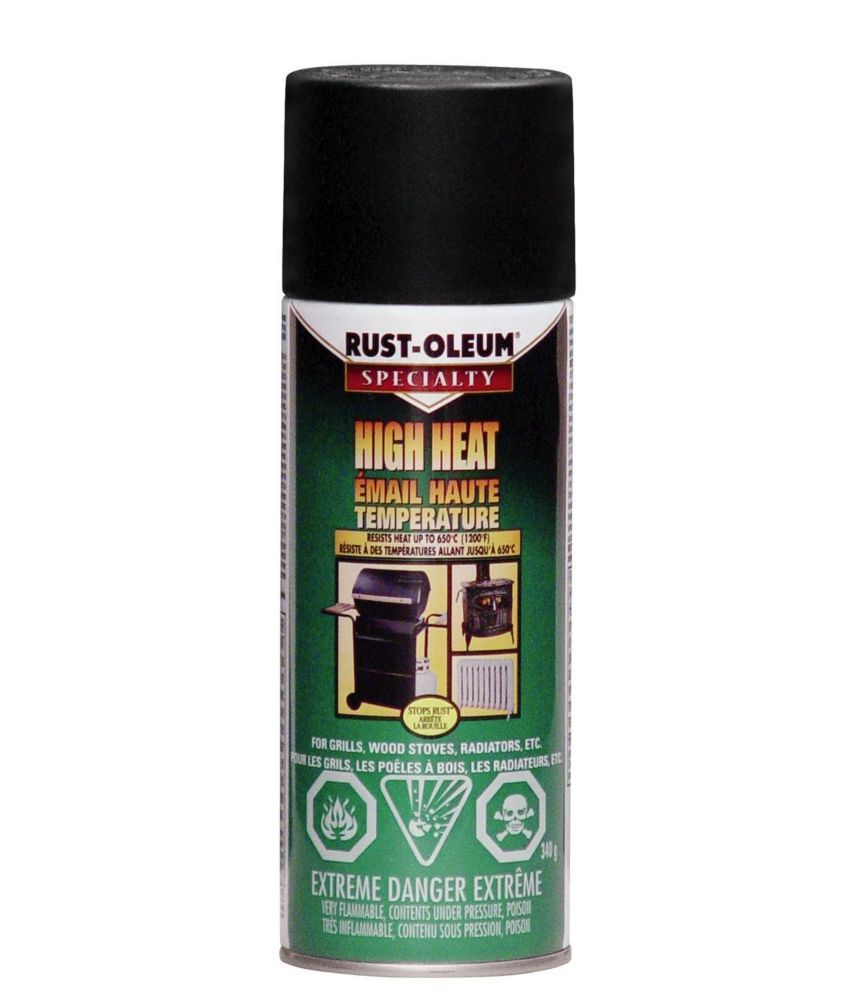 RUST-OLEUM®
SPECIALTY
HIGH HEAT
ÉMAIL HAUTE
TEMPERATURE
RESISTS HEAT UP TO 650°C (1200°F)
RÉSISTE À DES TEMPÉRATURES ALLANT JUSQU'À 650°C
STOPS RUST™
ARRÊTE
LA ROUILLE
FOR GRILLS, WOOD STOVES, RADIATORS, ETC.
POUR LES GRILS, LES POÊLES À BOIS, LES RADIATEURS, ETC.
340 g
EXTREME DANGER EXTRÊME
VERY FLAMMABLE, CONTENTS UNDER PRESSURE, POISON
TRÈS INFLAMMABLE, CONTENU SOUS PRESSION, POISON